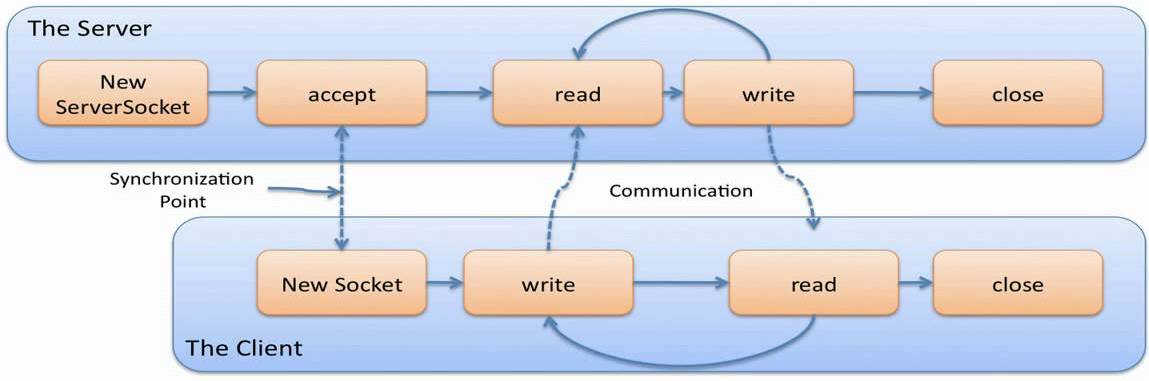 The Server
New
ServerSocket
accept
read
write
close
Synchronization
Point
Communication
New Socket
write
read
close
The Client